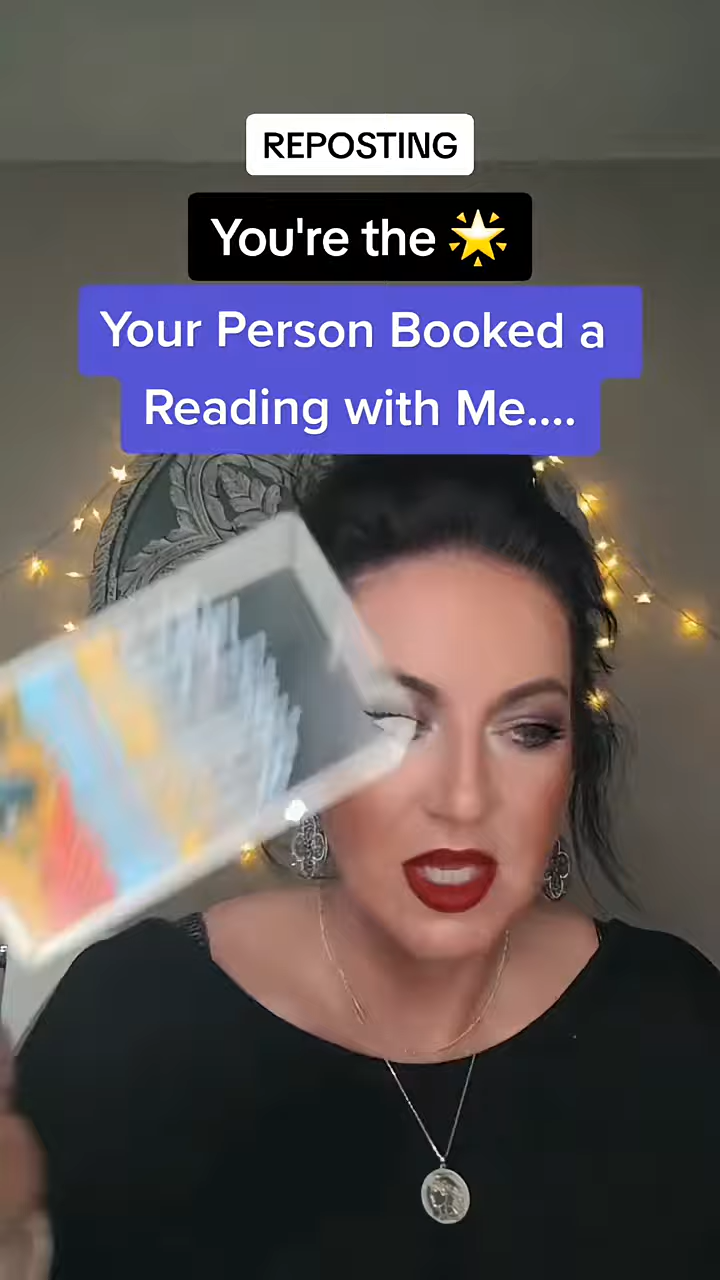 REPOSTING
You're the 🌟
Your Person Booked a
Reading with Me....